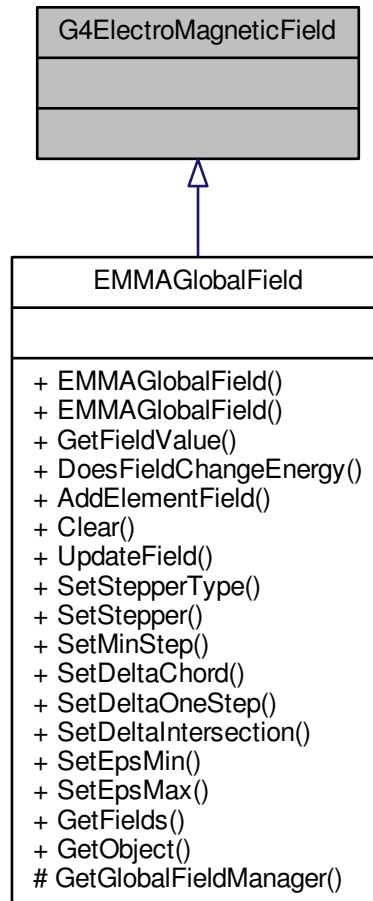 G4ElectroMagneticField
EMMAGlobalField
+ EMMAGlobalField()
+ EMMAGlobalField()
+ GetFieldValue()
+ DoesFieldChangeEnergy()
+ AddElementField()
+ Clear()
+ UpdateField()
+ SetStepperType()
+ SetStepper()
+ SetMinStep()
+ SetDeltaChord()
+ SetDeltaOneStep()
+ SetDeltaIntersection()
+ SetEpsMin()
+ SetEpsMax()
+ GetFields()
+ GetObject()
# GetGlobalFieldManager()